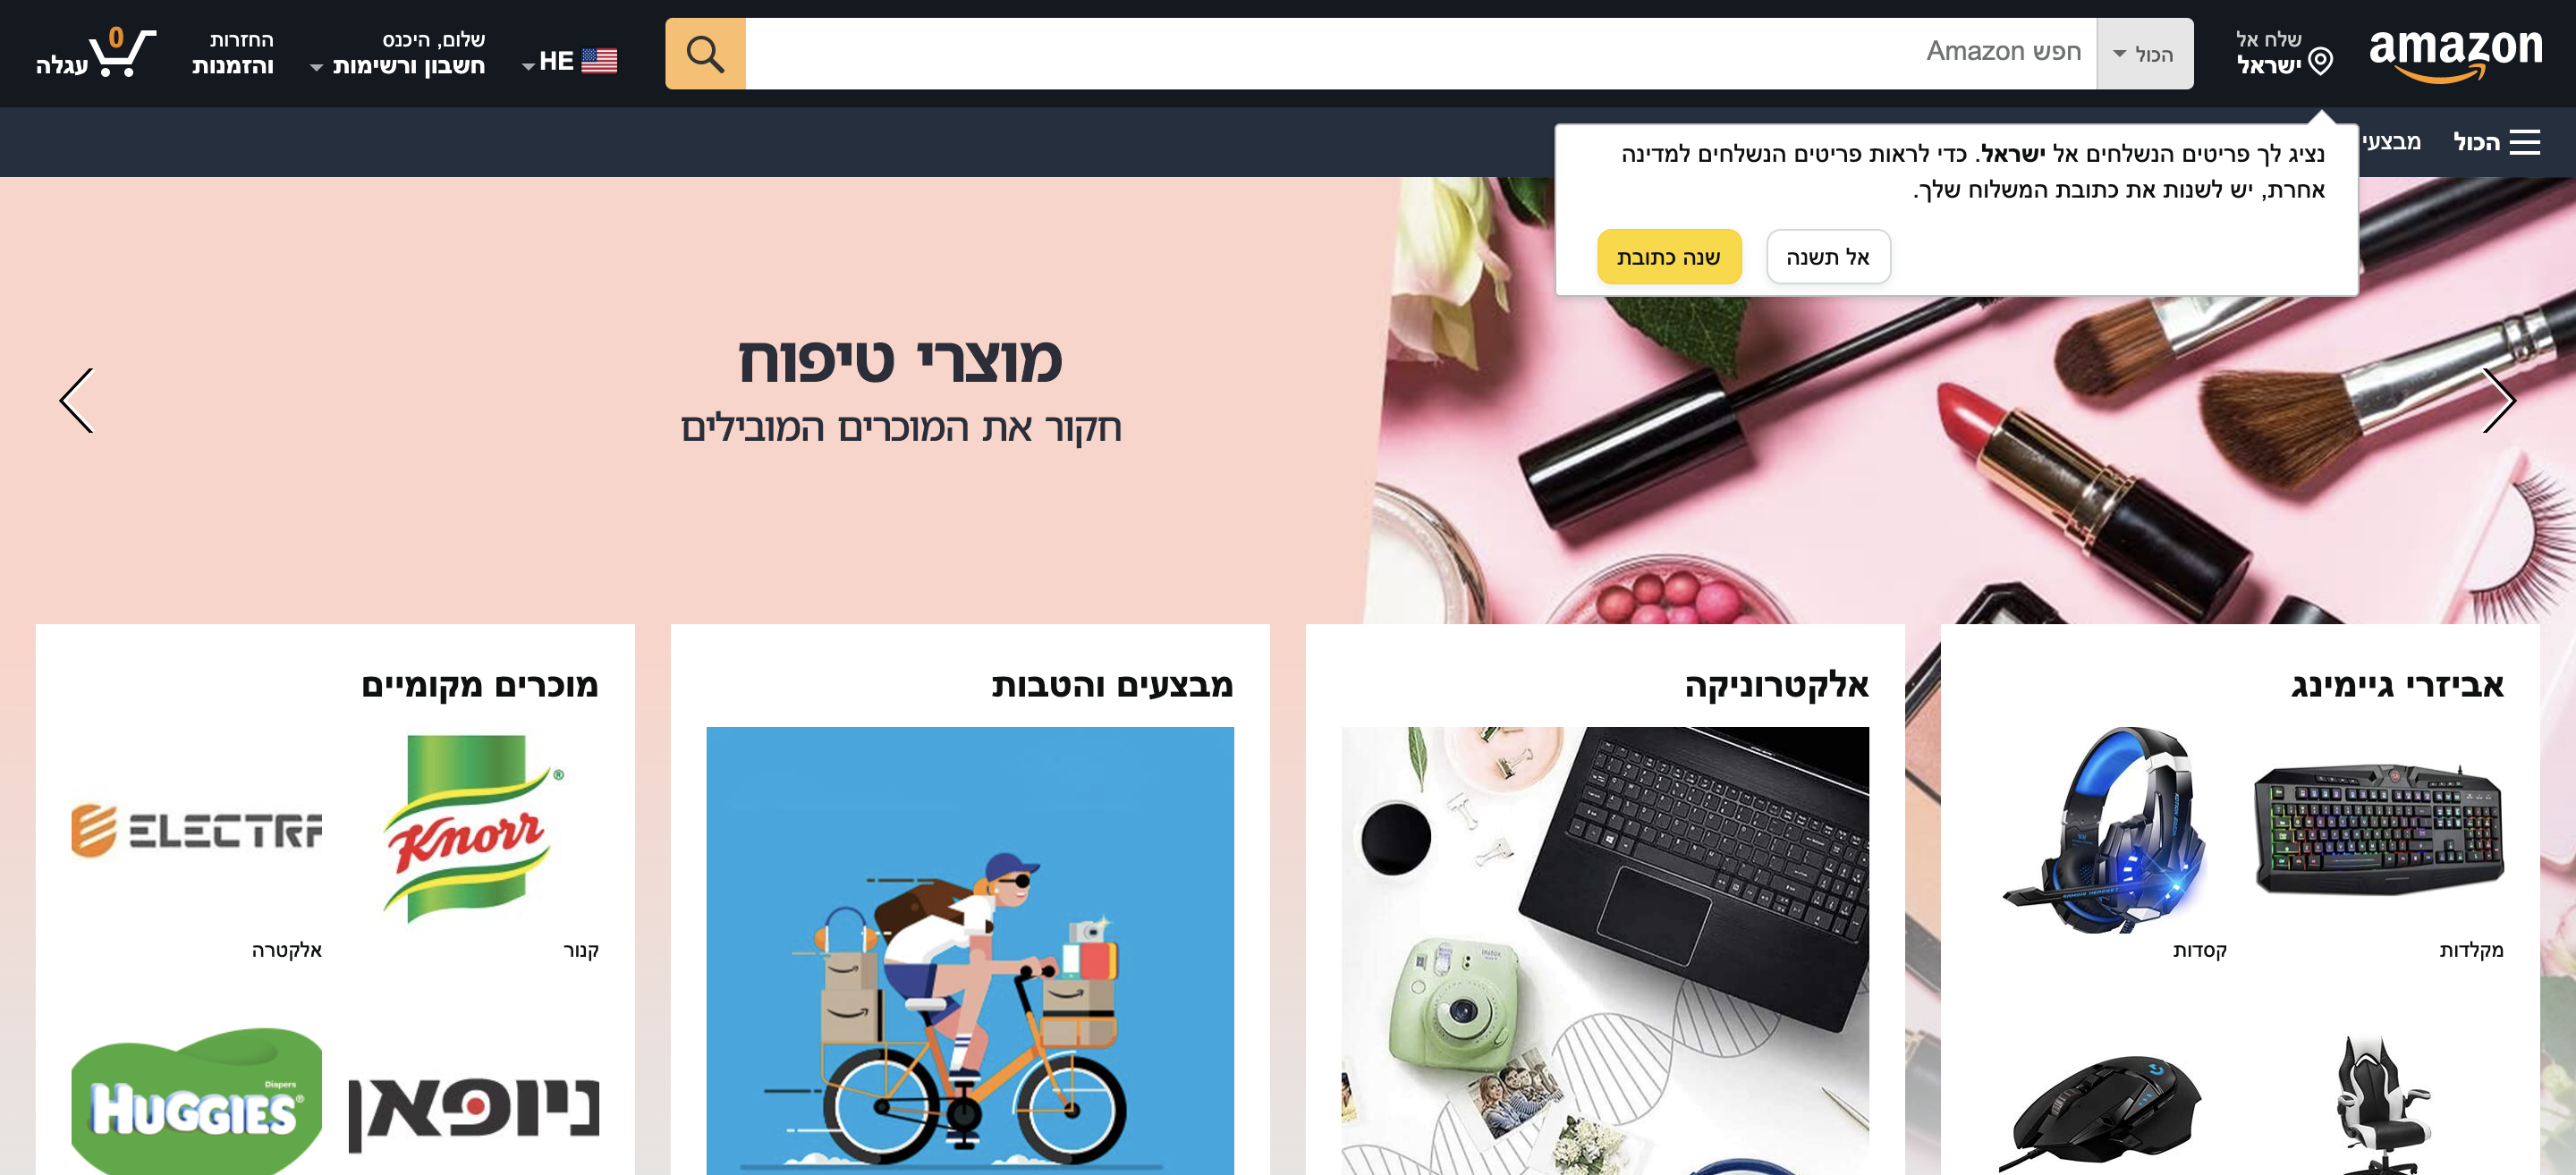 amazon
שלח אל
ישראל
הכול
חפש Amazon
HE
שלום, היכנס
חשבון ורשימות
החזרות
והזמנות
0
עגלה
הכול
מבצעי
נציג לך פריטים הנשלחים אל ישראל. כדי לראות פריטים הנשלחים למדינה
אחרת, יש לשנות את כתובת המשלוח שלך.
אל תשנה
שנה כתובת
מוצרי טיפוח
חקור את המוכרים המובילים
אביזרי גיימינג
מקלדות
קסדות
אלקטרוניקה
מבצעים והטבות
מוכרים מקומיים
Knorr®
ELECTR
קנור
אלקטרה
ניופאן
Diapers
HUGGIES®